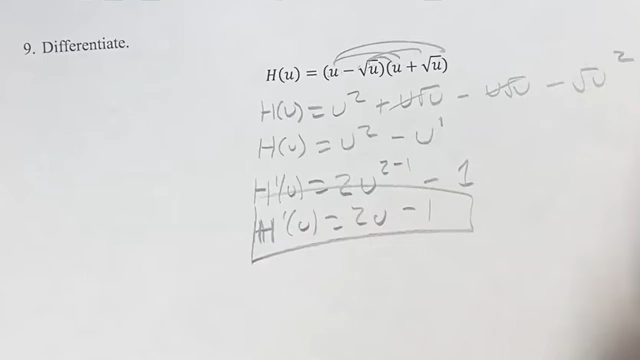 9. Differentiate.
H(u) = (u − √u)(u + √u)
H(u) = u² + u√u − u√u − √u²
H(u) = u² − u¹
H'(u) = 2u²⁻¹ − 1
H'(u) = 2u − 1